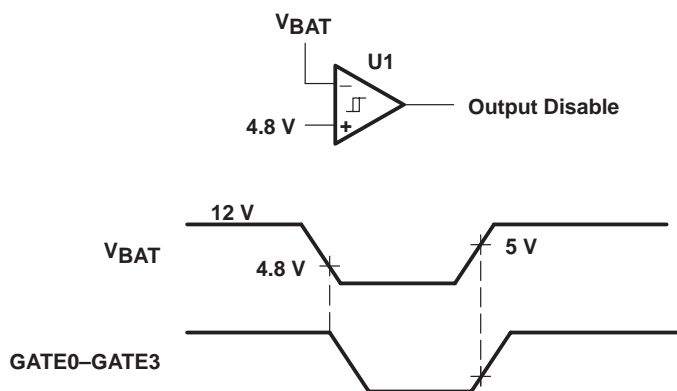 VBAT
U1
−
4.8 V
+
Output Disable
12 V
VBAT
4.8 V
5 V
GATE0–GATE3